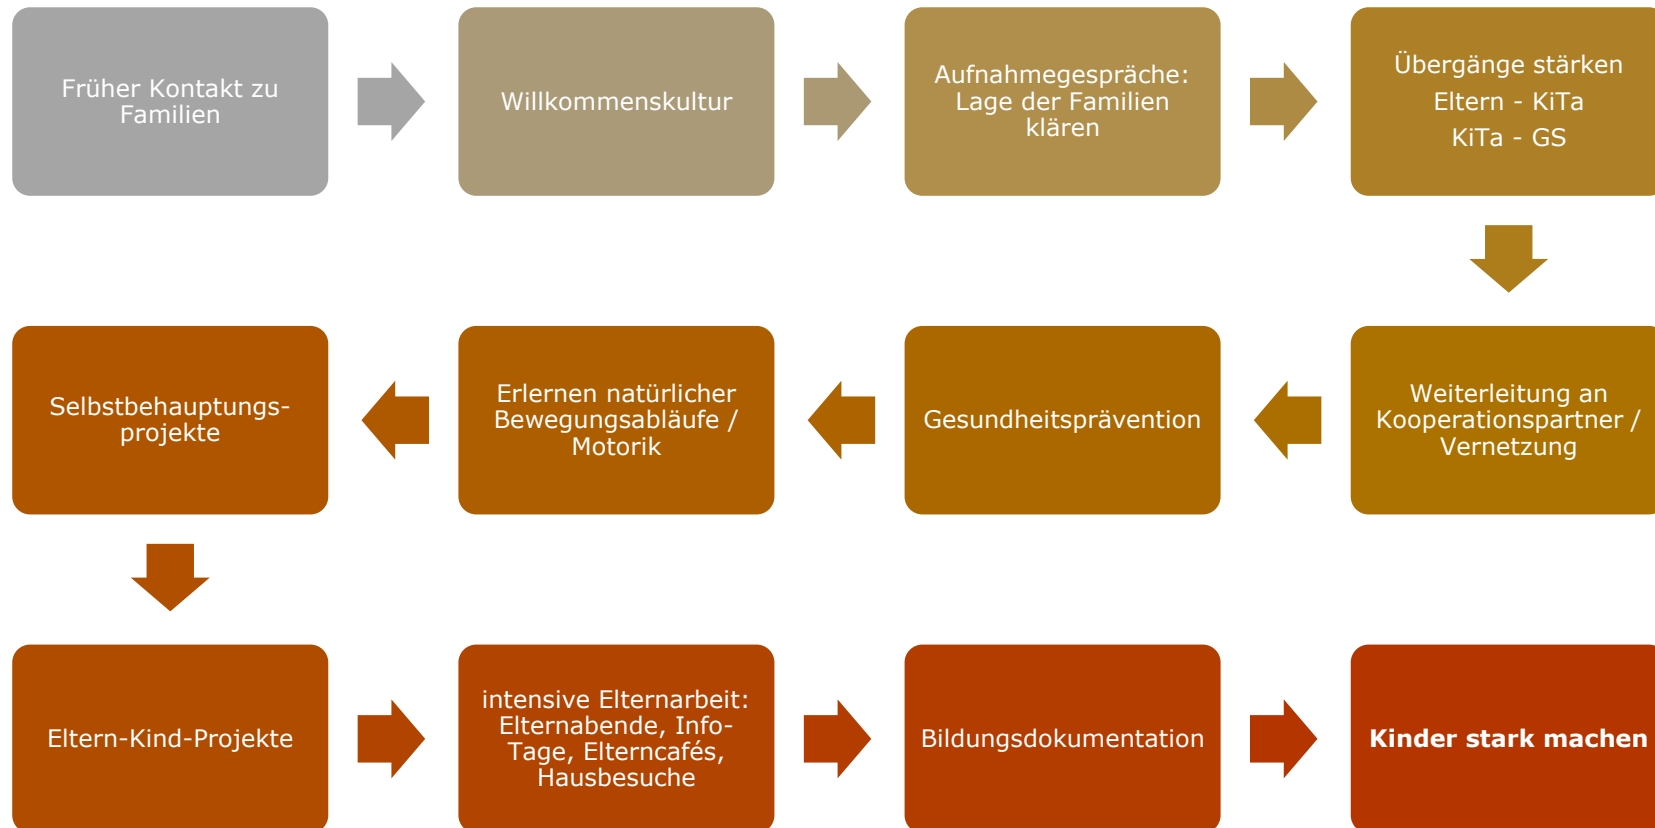 Früher Kontakt zu
Familien
Willkommenskultur
Aufnahmegespräche:
Lage der Familien
klären
Übergänge stärken
Eltern - KiTa
KiTa - GS
Weiterleitung an
Kooperationspartner /
Vernetzung
Gesundheitsprävention
Erlernen natürlicher
Bewegungsabläufe /
Motorik
Selbstbehauptungs-
projekte
Eltern-Kind-Projekte
intensive Elternarbeit:
Elternabende, Info-
Tage, Elterncafés,
Hausbesuche
Bildungsdokumentation
Kinder stark machen